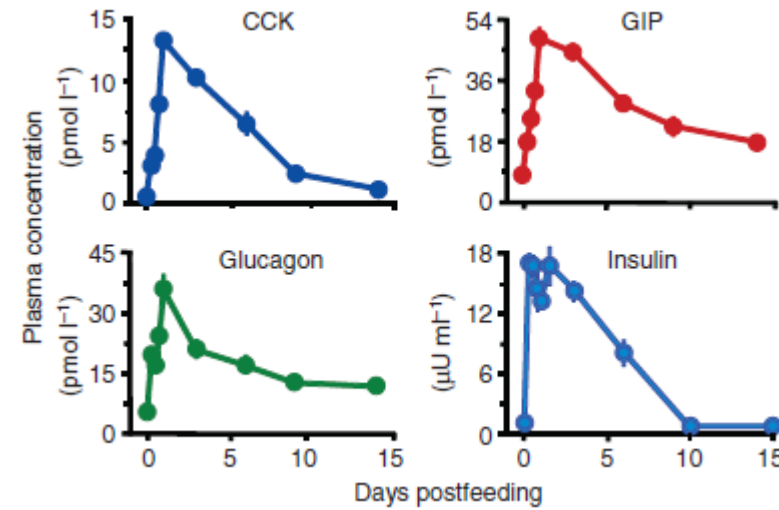 CCK
15
10
5
0
(pmol l⁻¹)
GIP
54
36
18
0
(pmol l⁻¹)
Plasma concentration
Glucagon
45
30
15
0
(pmol l⁻¹)
0 5 10 15
Insulin
18
12
6
0
(μU ml⁻¹)
0 5 10 15
Days postfeeding